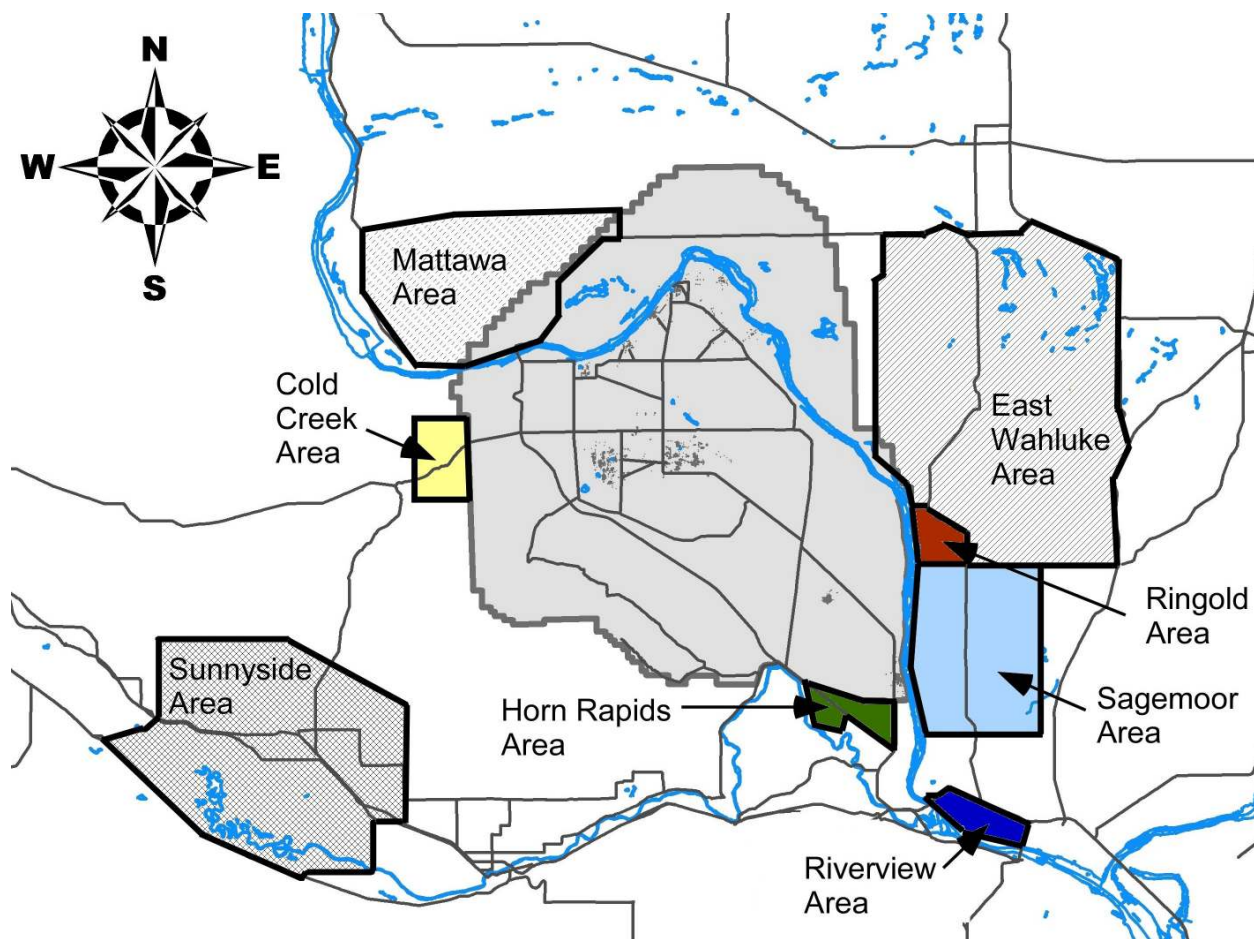 N
W
E
S
Mattawa
Area
Cold
Creek
Area
East
Wahluke
Area
Ringold
Area
Sunnyside
Area
Horn Rapids
Area
Sagemoor
Area
Riverview
Area